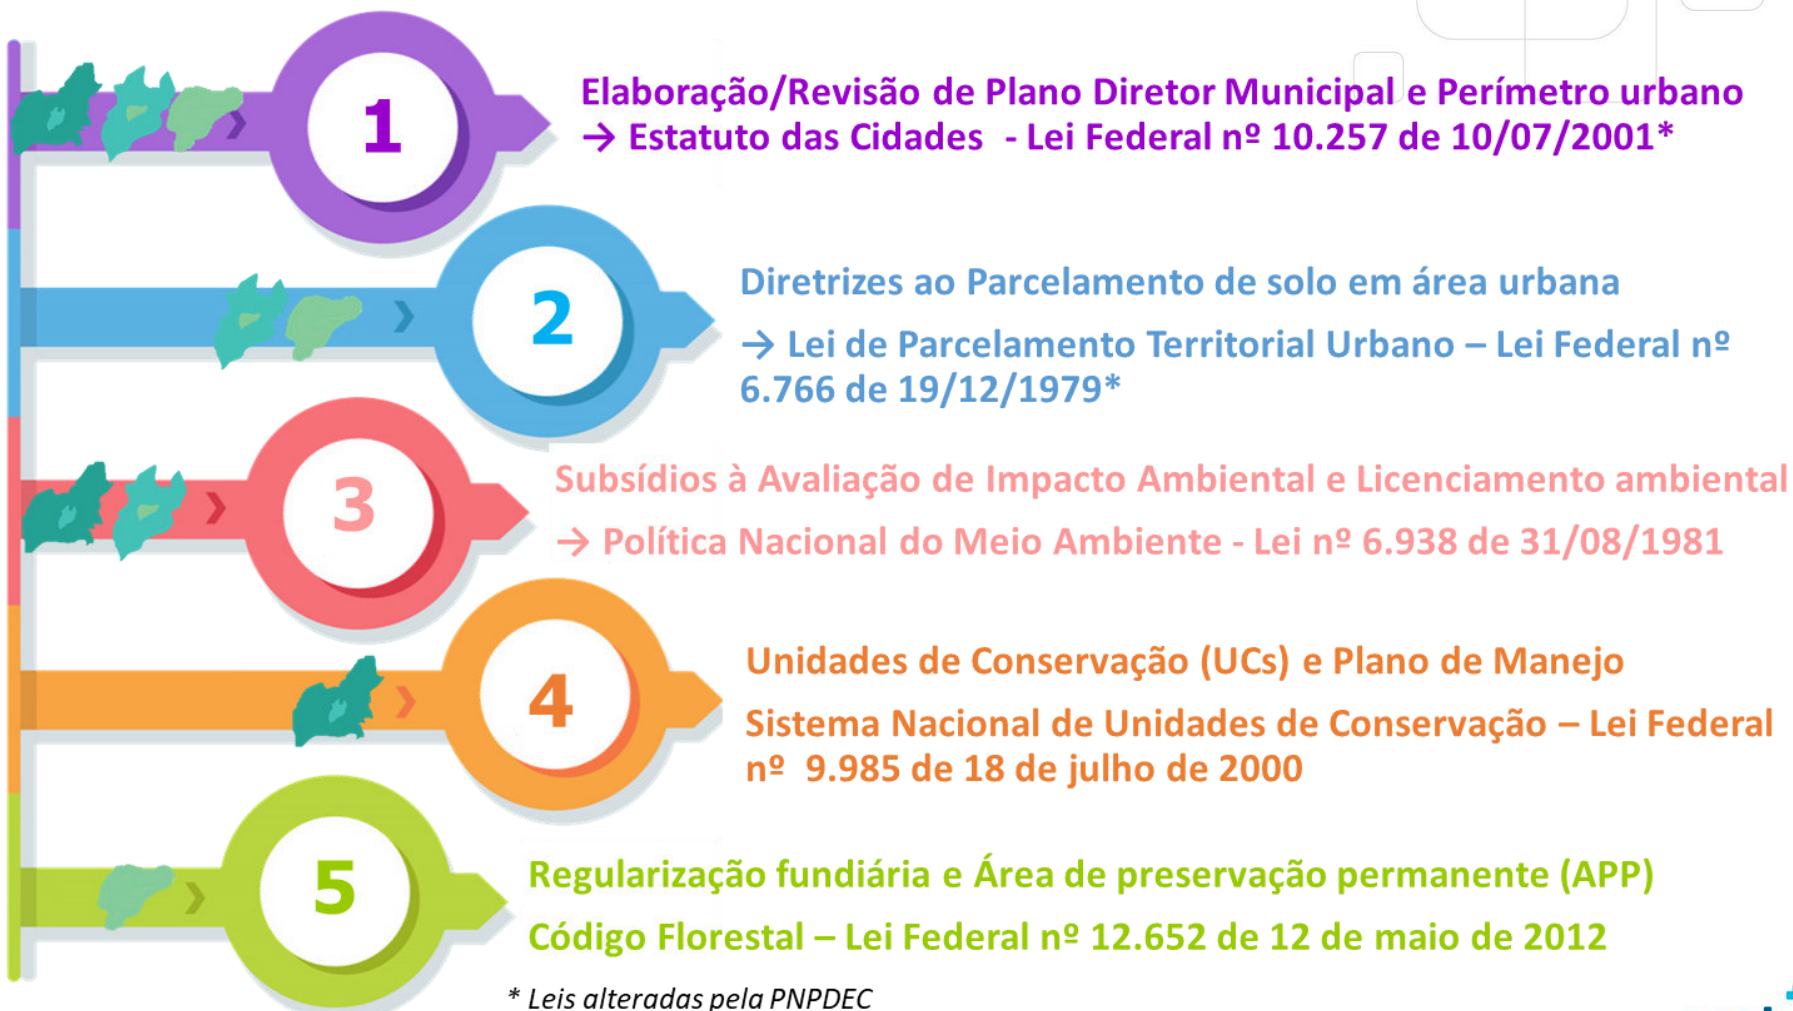 1
Elaboração/Revisão de Plano Diretor Municipal e Perímetro urbano
→ Estatuto das Cidades - Lei Federal nº 10.257 de 10/07/2001*
2
Diretrizes ao Parcelamento de solo em área urbana
→ Lei de Parcelamento Territorial Urbano – Lei Federal nº
6.766 de 19/12/1979*
3
Subsídios à Avaliação de Impacto Ambiental e Licenciamento ambiental
→ Política Nacional do Meio Ambiente - Lei nº 6.938 de 31/08/1981
4
Unidades de Conservação (UCs) e Plano de Manejo
Sistema Nacional de Unidades de Conservação – Lei Federal
nº 9.985 de 18 de julho de 2000
5
Regularização fundiária e Área de preservação permanente (APP)
Código Florestal – Lei Federal nº 12.652 de 12 de maio de 2012
* Leis alteradas pela PNPDEC